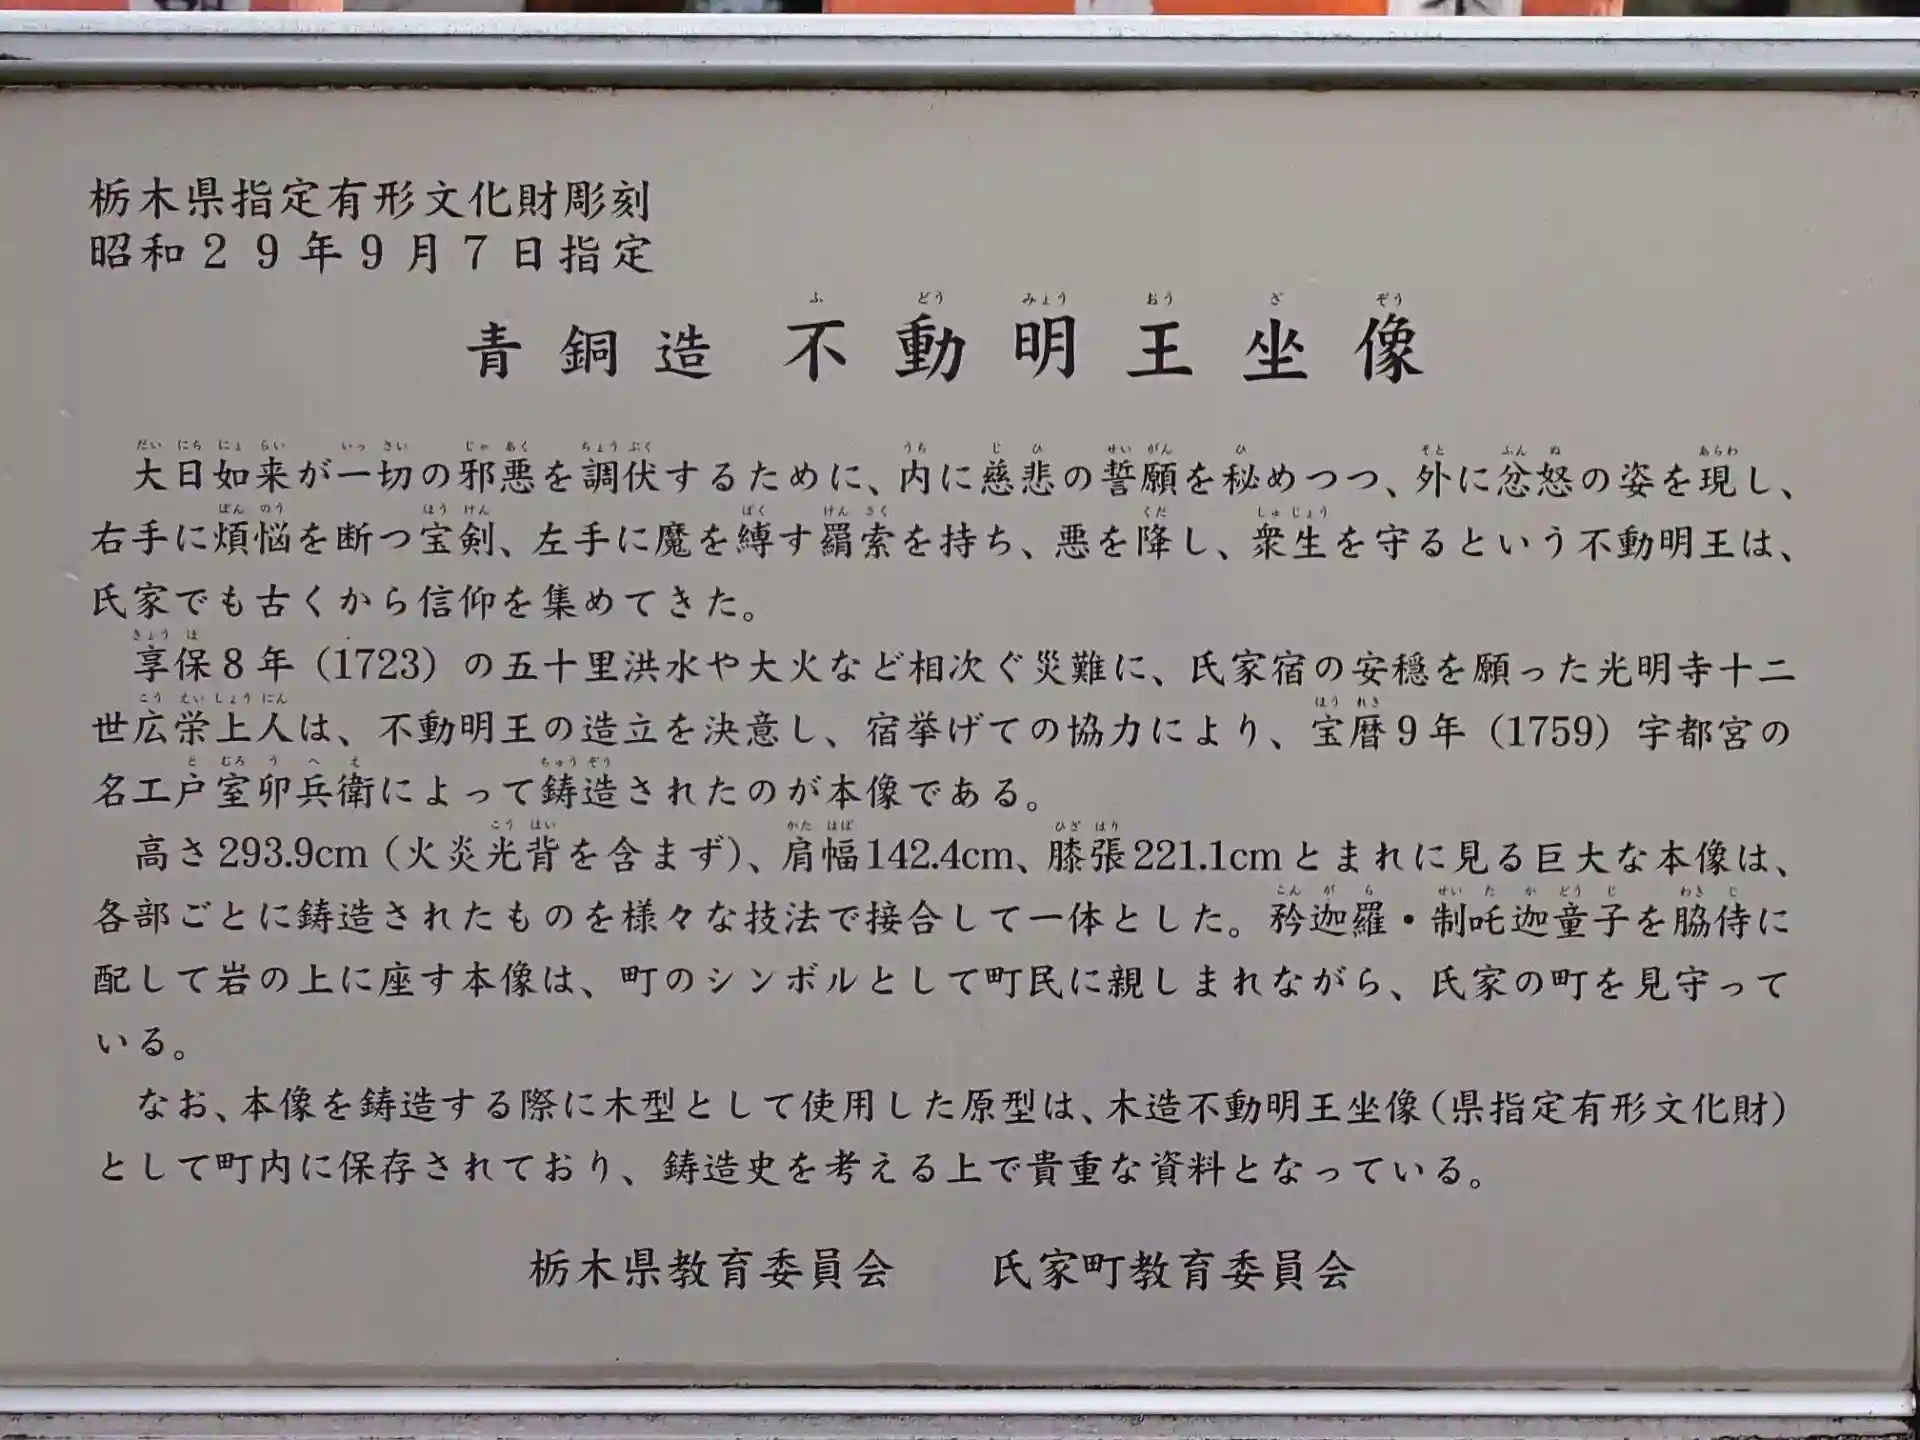 栃木県指定有形文化財彫刻
昭和29年9月7日指定
青銅造 不動明王坐像
大日如来が一切の邪悪を調伏するために、内に慈悲の誓願を秘めつつ、外に忿怒の姿を現し、
右手に煩悩を断つ宝剣、左手に魔を縛す羂索を持ち、悪を降し、衆生を守るという不動明王は、
氏家でも古くから信仰を集めてきた。
享保8年(1723)の五十里洪水や大火など相次ぐ災難に、氏家宿の安穏を願った光明寺十二
世広栄上人は、不動明王の造立を決意し、宿挙げての協力により、宝暦9年(1759)宇都宮の
名工戸室卯兵衛によって鋳造されたのが本像である。
高さ293.9cm(火炎光背を含まず)、肩幅142.4cm、膝張221.1cmとまれに見る巨大な本像は、
各部ごとに鋳造されたものを様々な技法で接合して一体とした。矜迦羅・制吒迦童子を脇侍に
配して岩の上に座す本像は、町のシンボルとして町民に親しまれながら、氏家の町を見守って
いる。
なお、本像を鋳造する際に木型として使用した原型は、木造不動明王坐像(県指定有形文化財)
として町内に保存されており、鋳造史を考える上で貴重な資料となっている。
栃木県教育委員会 氏家町教育委員会